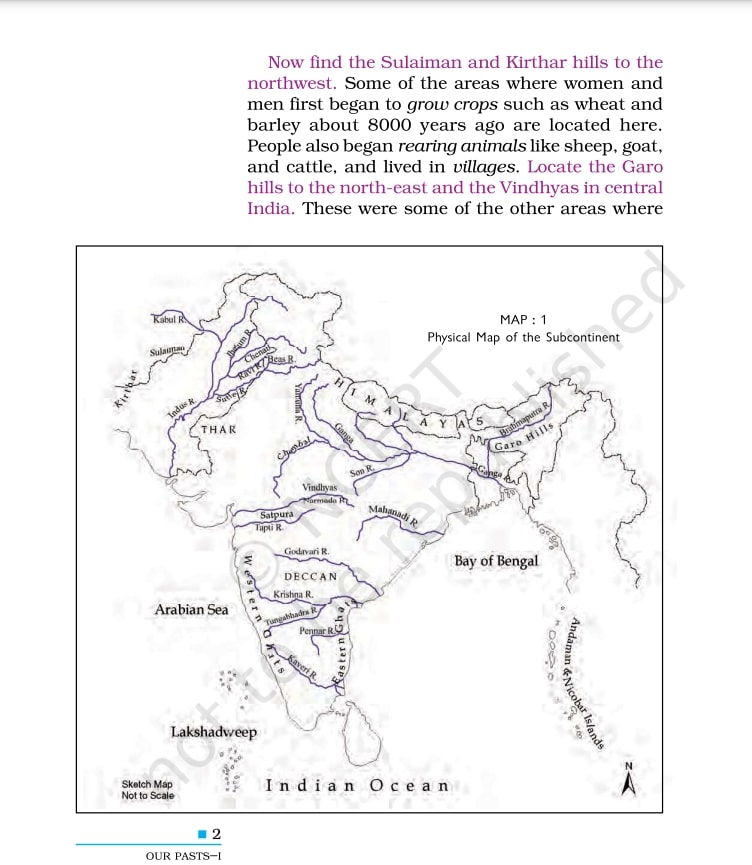 Now find the Sulaiman and Kirthar hills to the
northwest. Some of the areas where women and
men first began to grow crops such as wheat and
barley about 8000 years ago are located here.
People also began rearing animals like sheep, goat,
and cattle, and lived in villages. Locate the Garo
hills to the north-east and the Vindhyas in central
India. These were some of the other areas where
MAP : 1
Physical Map of the Subcontinent
Kabul R.
Sulaiman
Kirthar
Jhelum R.
Chenab
Ravi R.
Beas R.
Sutlej R.
Indus R.
THAR
Yamuna R.
HIMALAYAS
Ganga
Chambal
Brahmaputra R.
Garo Hills
Ganga R.
Son R.
Vindhyas
Narmada R.
Satpura
Tapti R.
Mahanadi R.
Godavari R.
DECCAN
Krishna R.
Tungabhadra R.
Pennar R.
Kaveri R.
Western Ghats
Eastern Ghats
Bay of Bengal
Arabian Sea
Andaman & Nicobar Islands
Lakshadweep
Indian Ocean
N
Sketch Map
Not to Scale
© NCERT
not to be republished
2
OUR PASTS–I